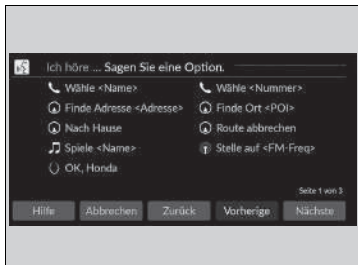 Ich höre ... Sagen Sie eine Option.
Wähle <Name>
Wähle <Nummer>
Finde Adresse <Adresse>
Finde Ort <POI>
Nach Hause
Route abbrechen
Spiele <Name>
Stelle auf <FM-Freq>
OK, Honda
Seite 1 von 3
Hilfe Abbrechen Zurück Vorherige Nächste